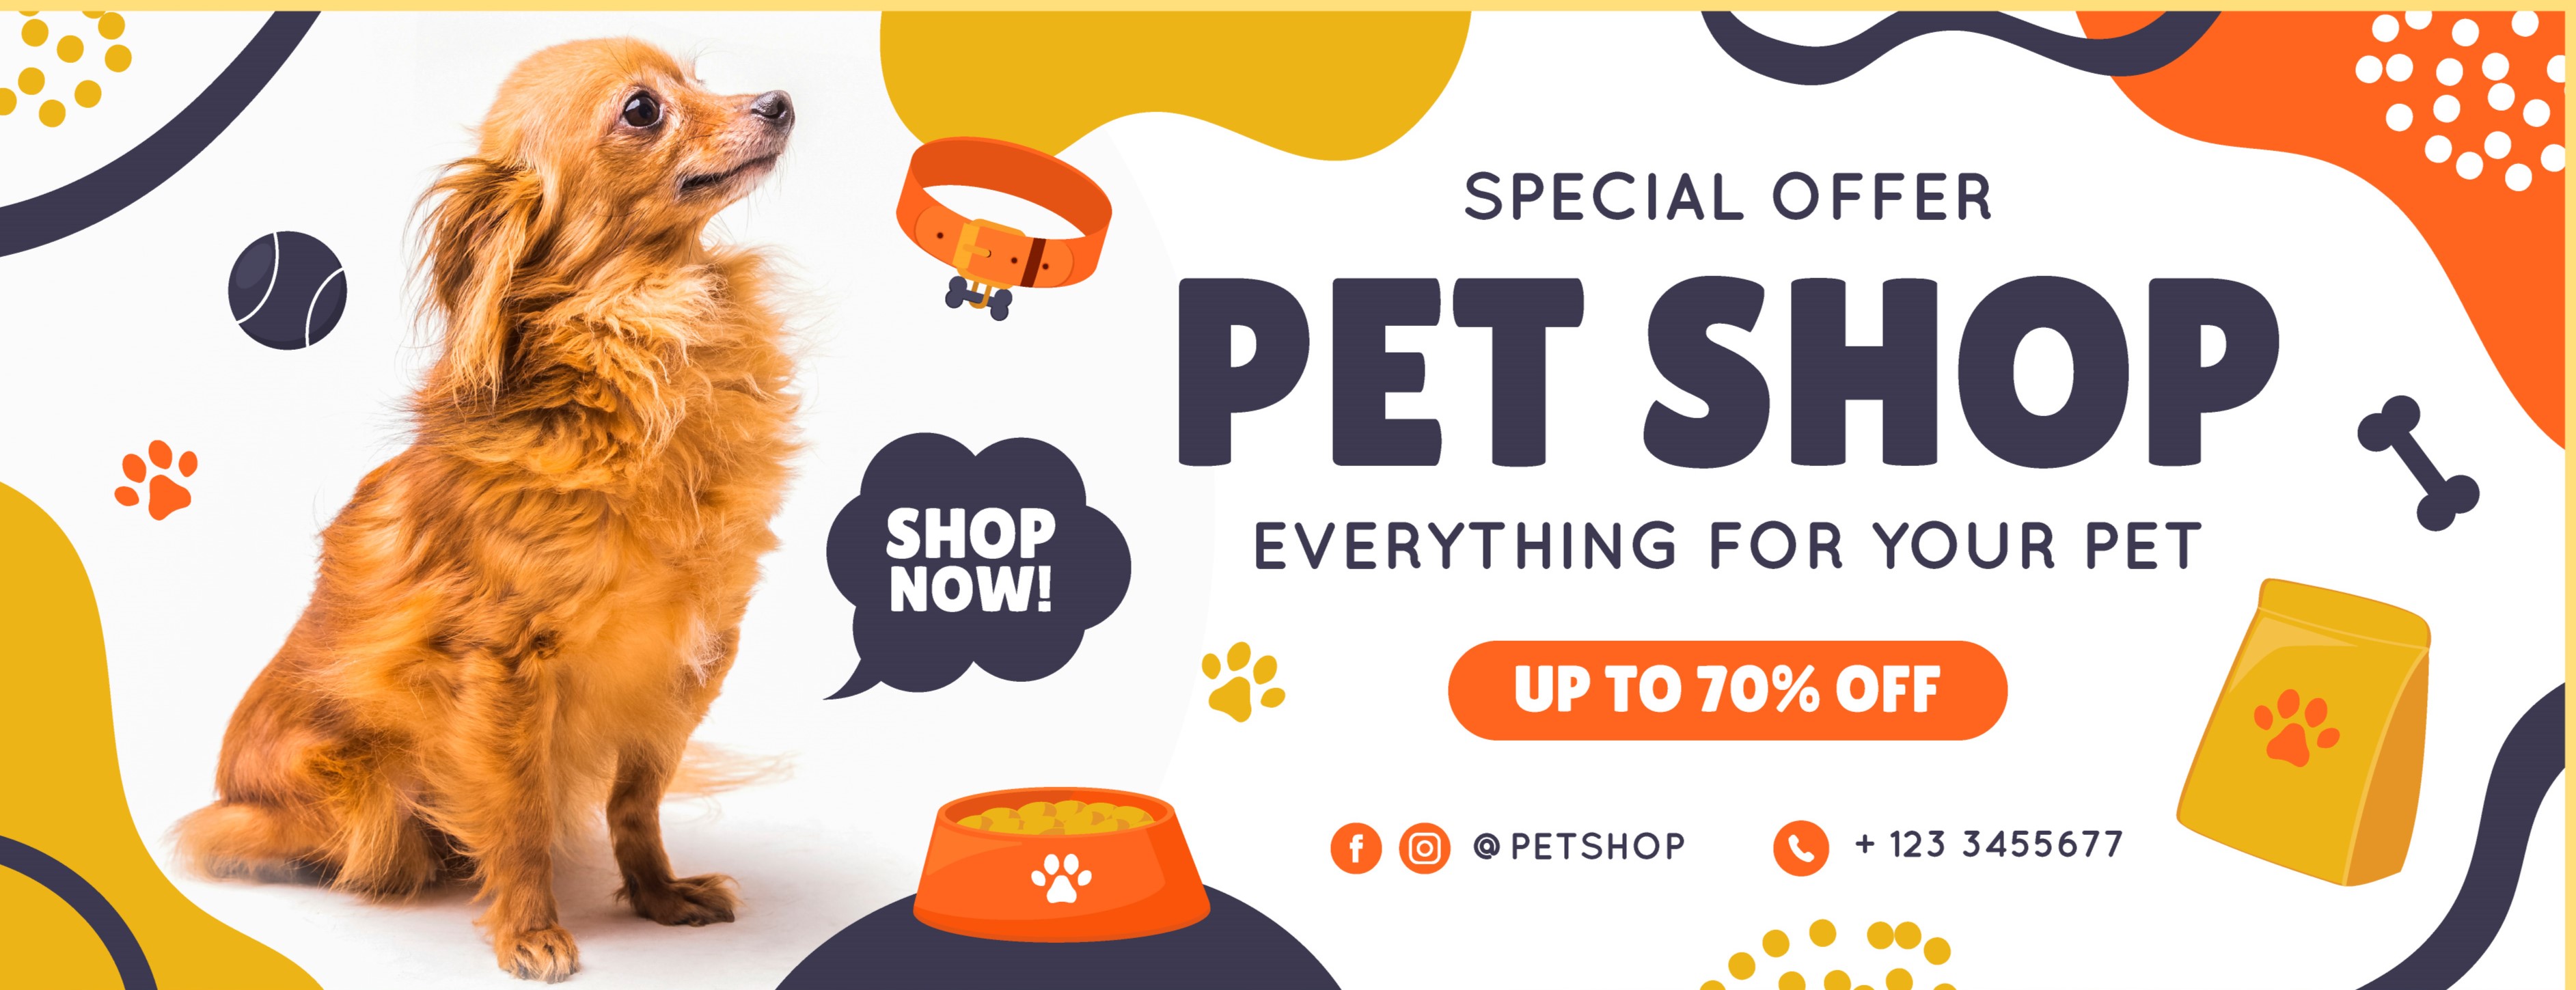 SPECIAL OFFER
PET SHOP
EVERYTHING FOR YOUR PET
SHOP
NOW!
UP TO 70% OFF
@PETSHOP
+ 123 3455677